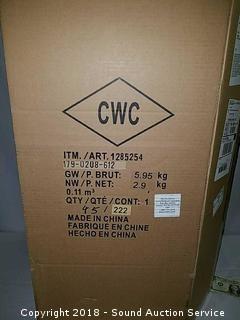 CWC
ITM./ART. 1285254
179-0208-612
GW/P. BRUT: 5.95 kg
NW/P. NET: 2.9 kg
0.11 m³
QTY/QTÉ/CONT: 1
45/ 222
MADE IN CHINA
FABRIQUE EN CHINE
HECHO EN CHINA
Copyright 2018 - Sound Auction Service